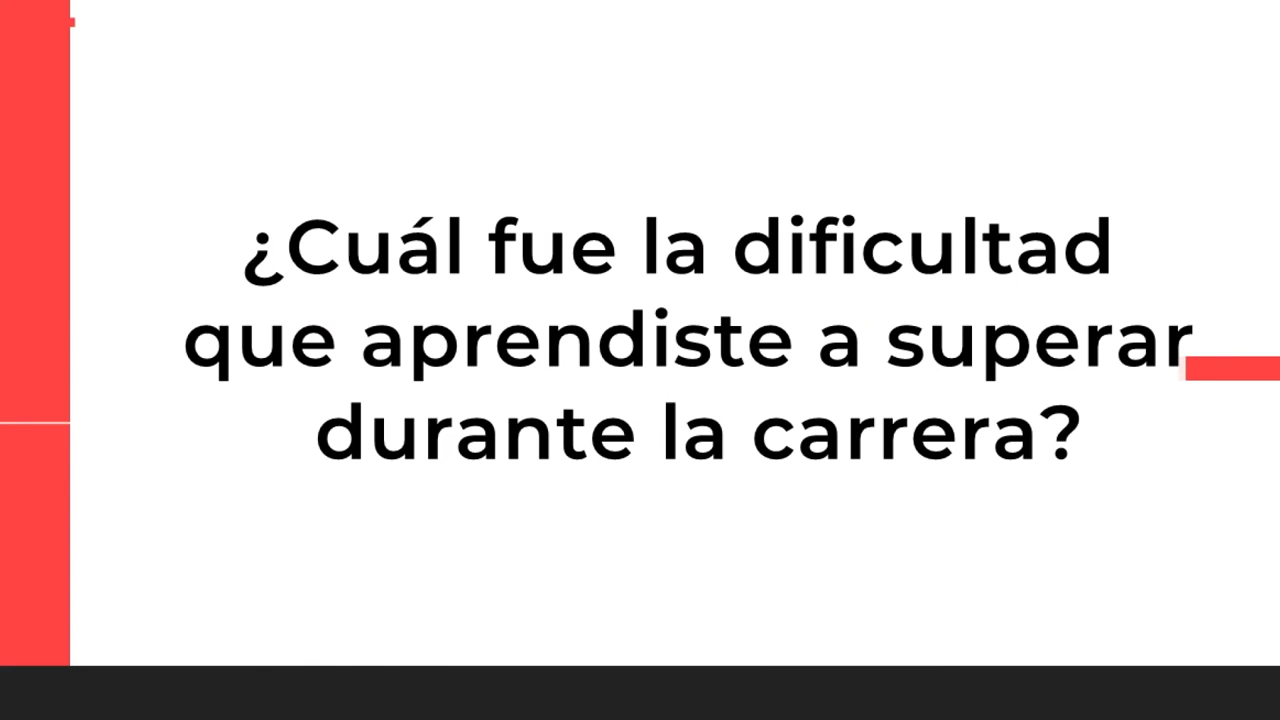 ¿Cuál fue la dificultad
que aprendiste a superar
durante la carrera?